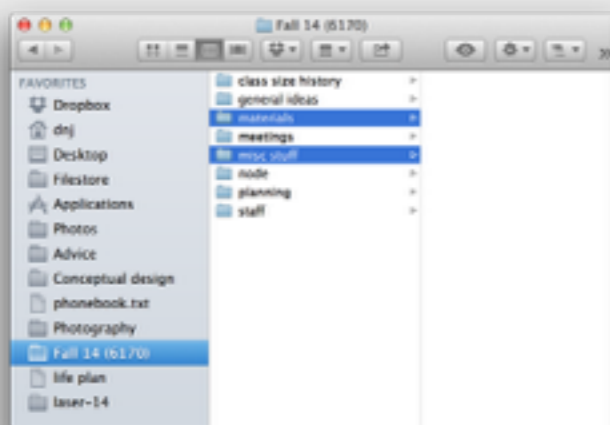 Fall 14 (6170)
FAVORITES
Dropbox
dnj
Desktop
Filestore
Applications
Photos
Advice
Conceptual design
phonebook.txt
Photography
Fall 14 (6170)
life plan
laser-14
class size history
general ideas
materials
meetings
misc stuff
node
planning
staff